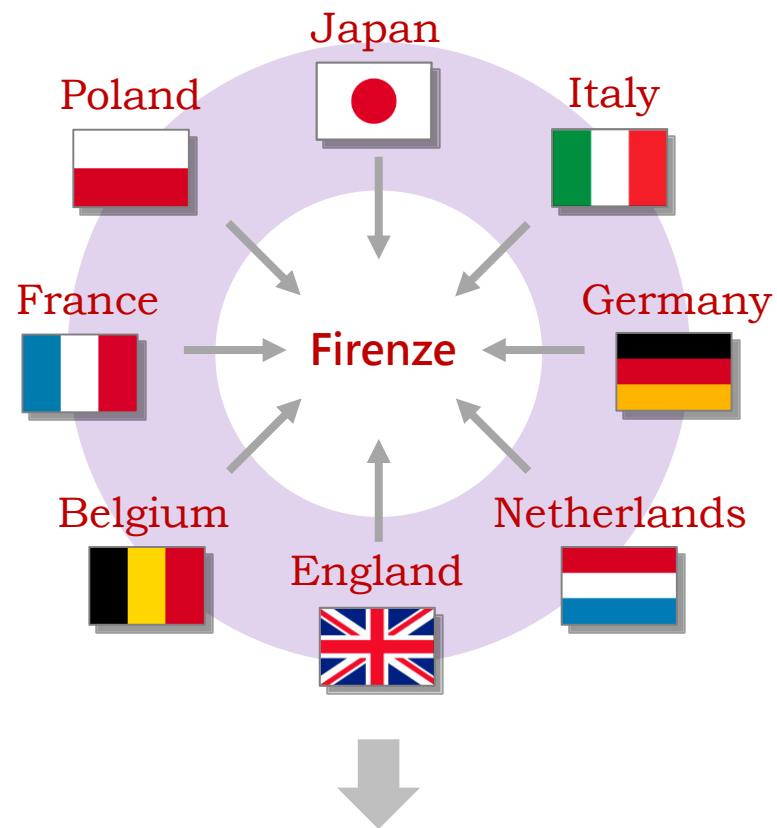 Japan
Poland
Italy
France
Germany
Firenze
Belgium
Netherlands
England